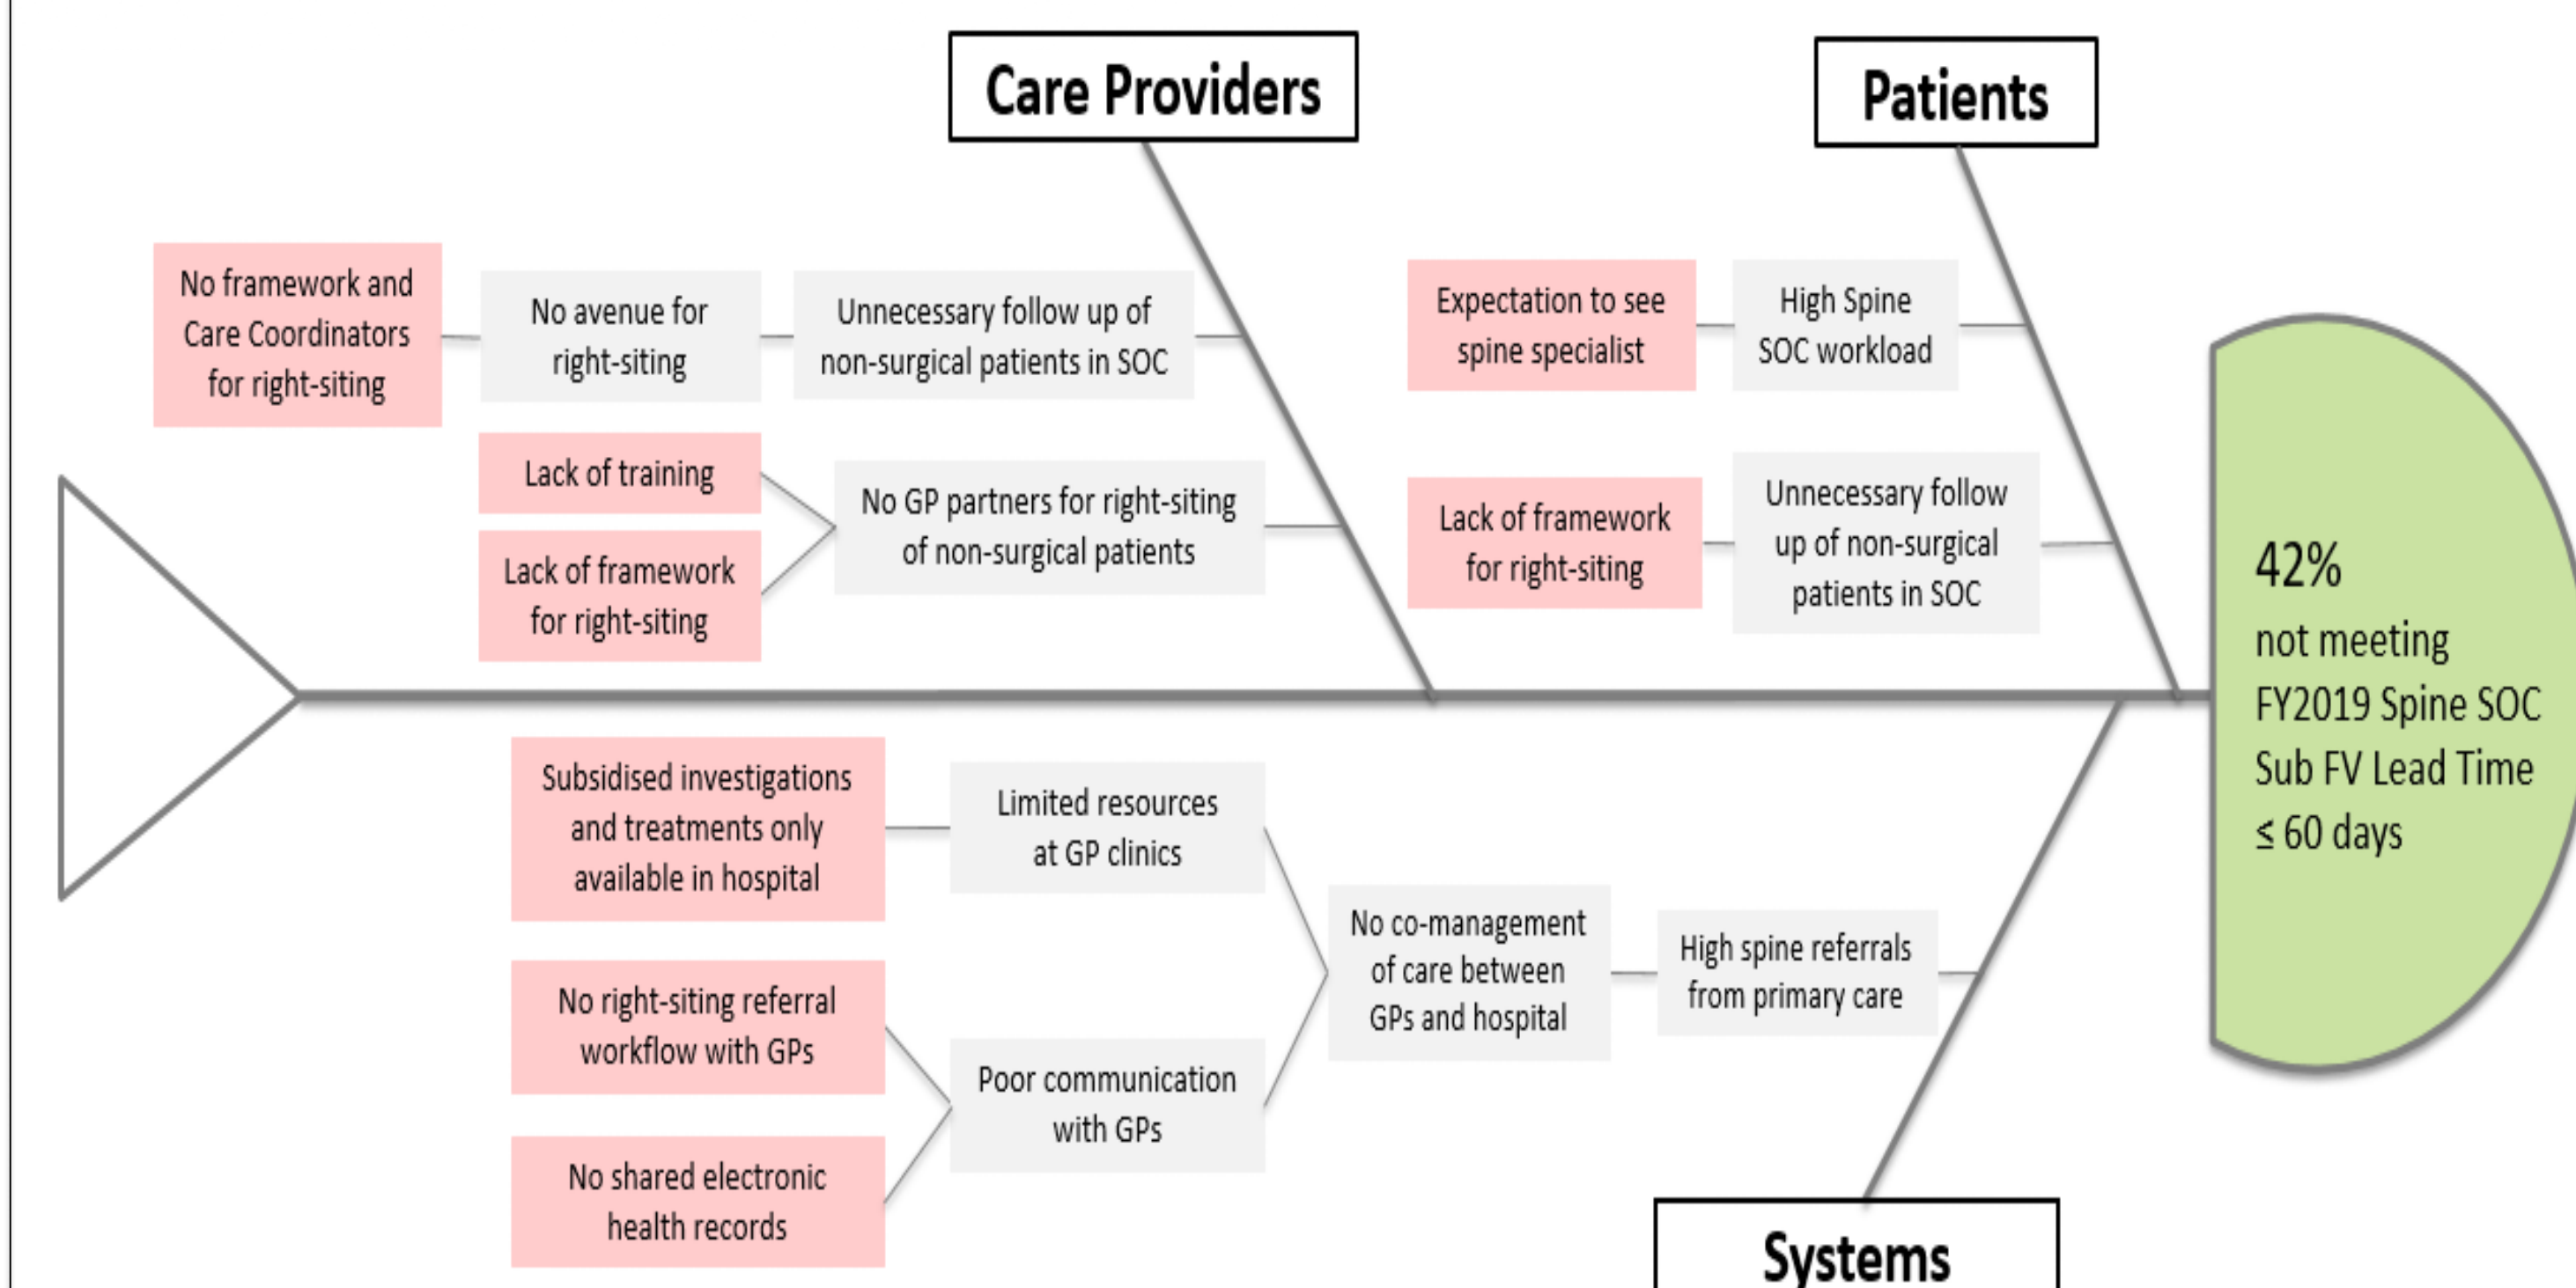 Care Providers
Patients
No framework and
Care Coordinators
for right-siting
No avenue for
right-siting
Unnecessary follow up of
non-surgical patients in SOC
Lack of training
Lack of framework
for right-siting
No GP partners for right-siting
of non-surgical patients
Expectation to see
spine specialist
High Spine
SOC workload
Lack of framework
for right-siting
Unnecessary follow
up of non-surgical
patients in SOC
42%
not meeting
FY2019 Spine SOC
Sub FV Lead Time
≤ 60 days
Subsidised investigations
and treatments only
available in hospital
Limited resources
at GP clinics
No right-siting referral
workflow with GPs
No shared electronic
health records
Poor communication
with GPs
No co-management
of care between
GPs and hospital
High spine referrals
from primary care
Systems